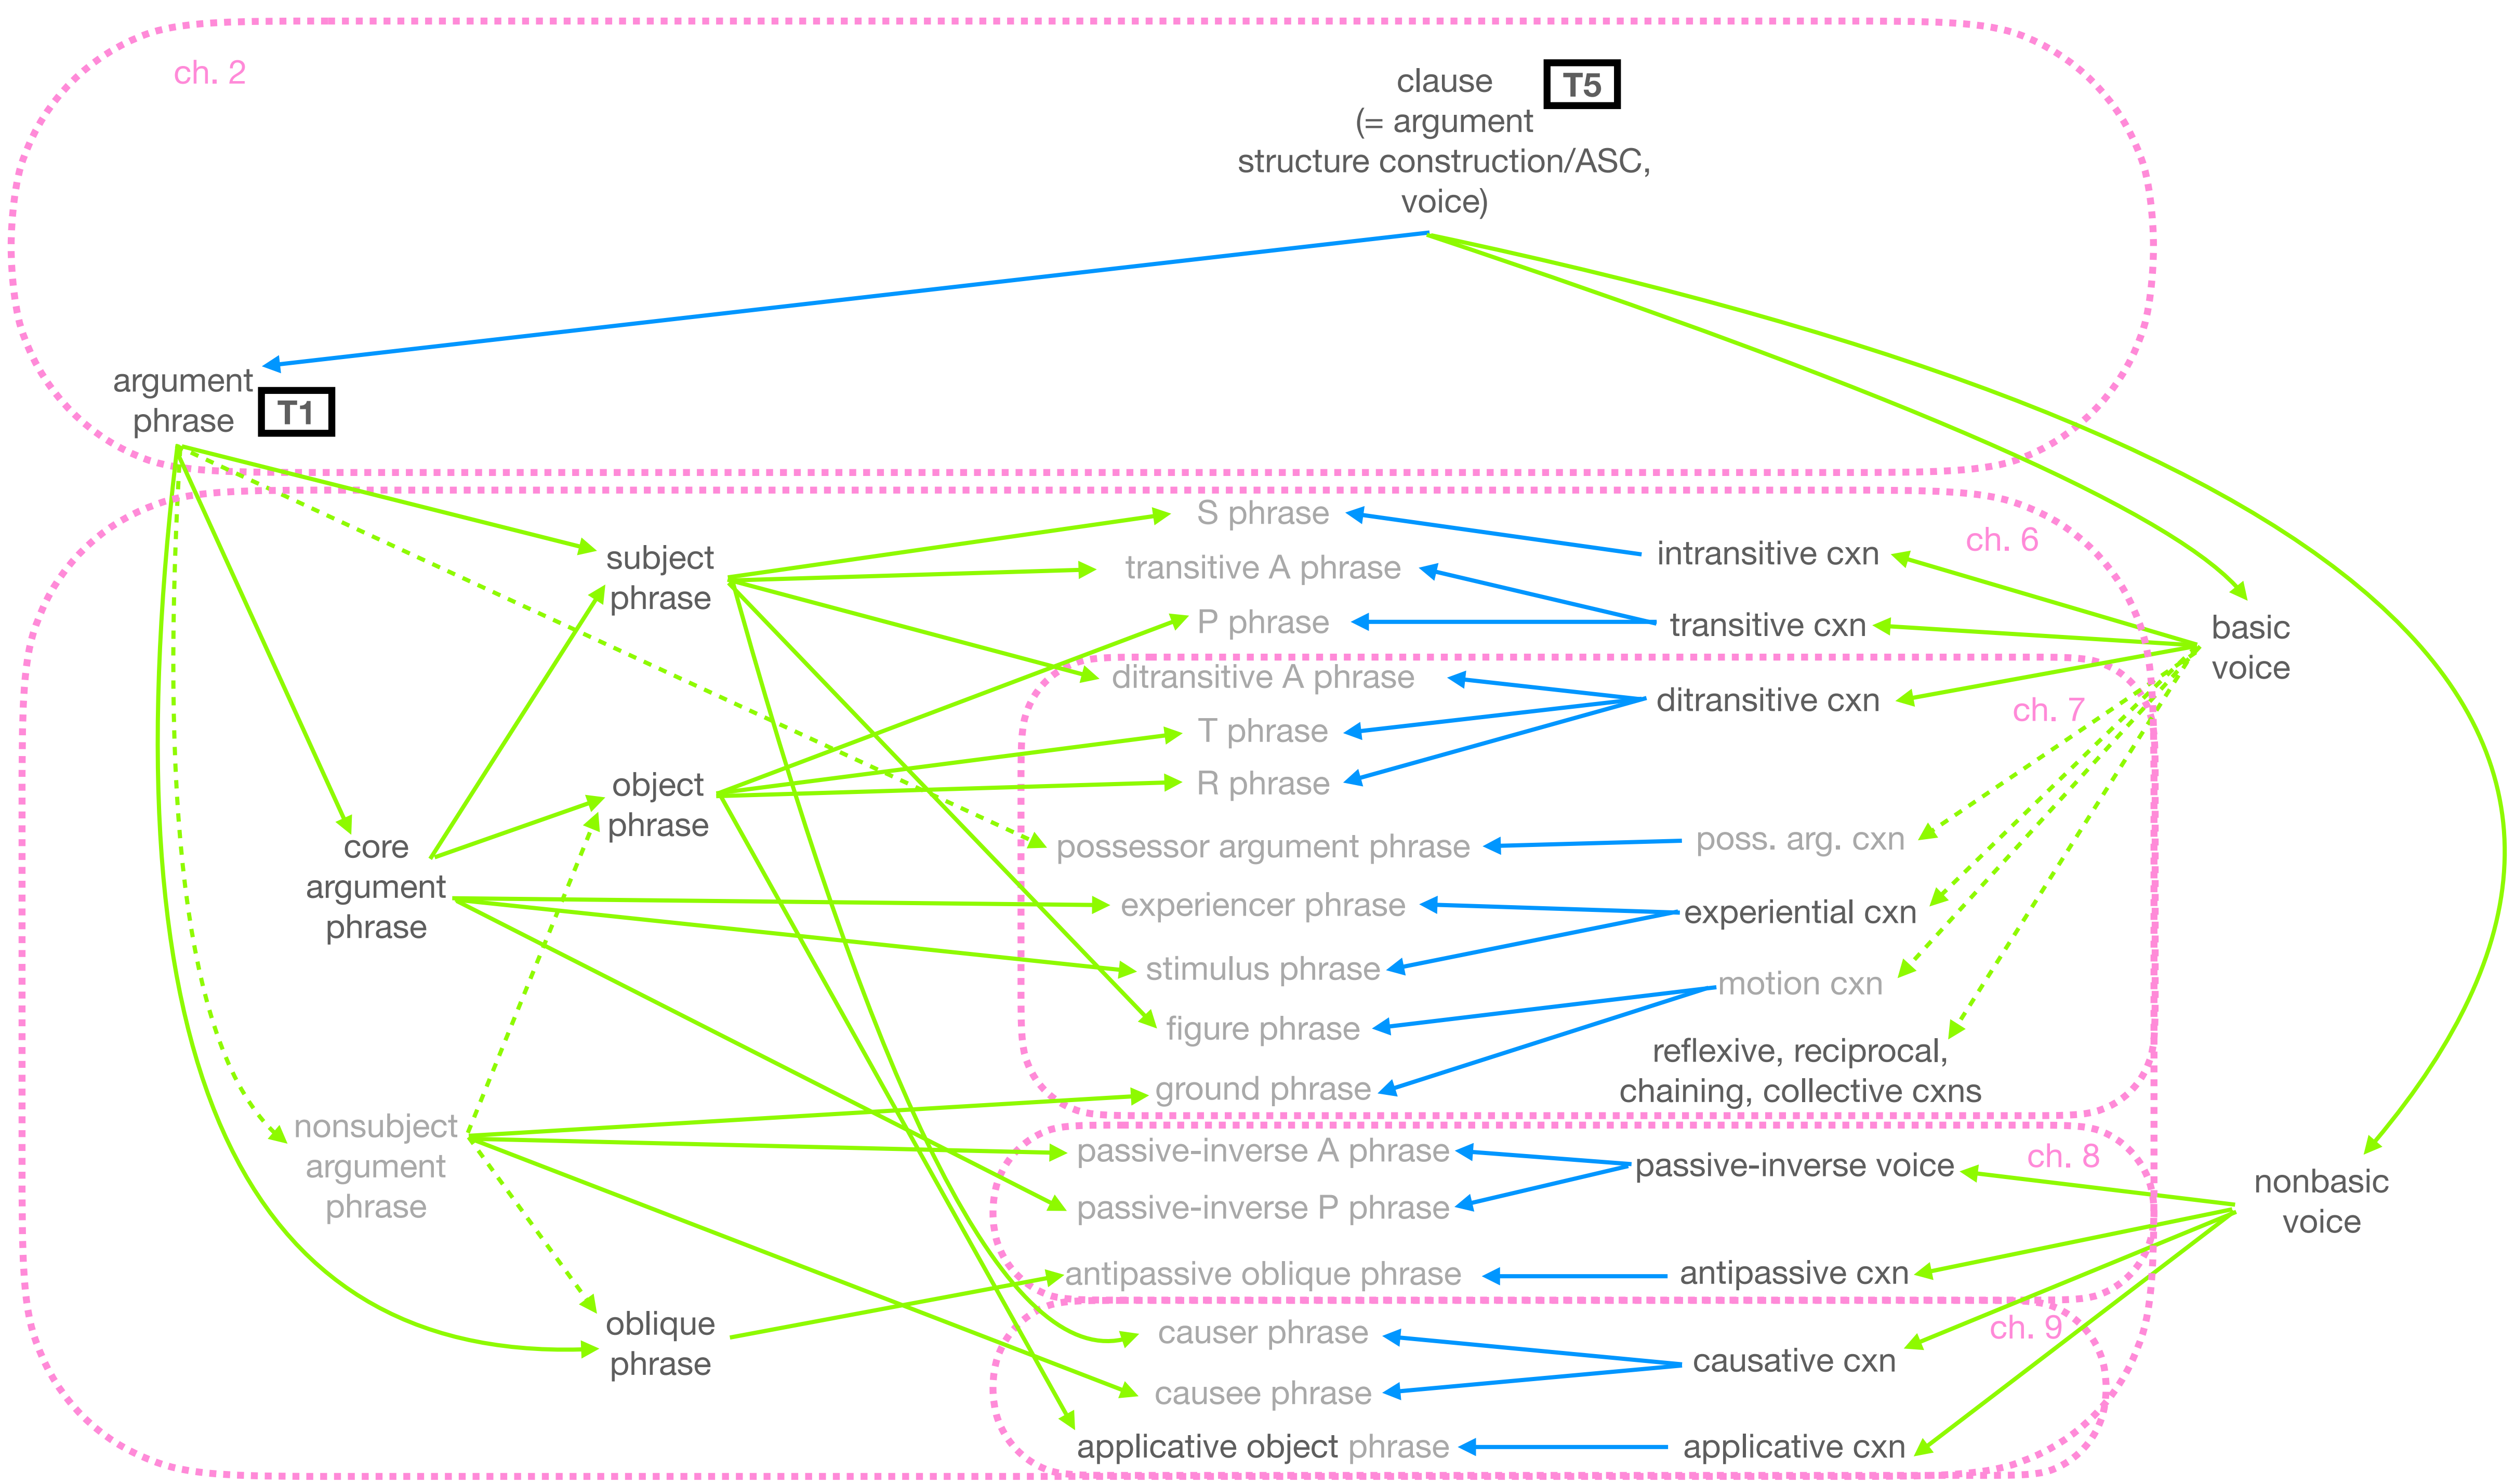 ch. 2
clause
T5
(= argument
structure construction/ASC,
voice)
argument
phrase
T1
S phrase
ch. 6
intransitive cxn
subject
phrase
transitive A phrase
P phrase
transitive cxn
basic
voice
ditransitive A phrase
ditransitive cxn
ch. 7
T phrase
object
phrase
R phrase
core
argument
phrase
possessor argument phrase
poss. arg. cxn
experiencer phrase
experiential cxn
stimulus phrase
motion cxn
figure phrase
reflexive, reciprocal,
chaining, collective cxns
ground phrase
nonsubject
argument
phrase
passive-inverse A phrase
passive-inverse voice
ch. 8
passive-inverse P phrase
nonbasic
voice
antipassive oblique phrase
antipassive cxn
oblique
phrase
causer phrase
ch. 9
causative cxn
causee phrase
applicative object phrase
applicative cxn